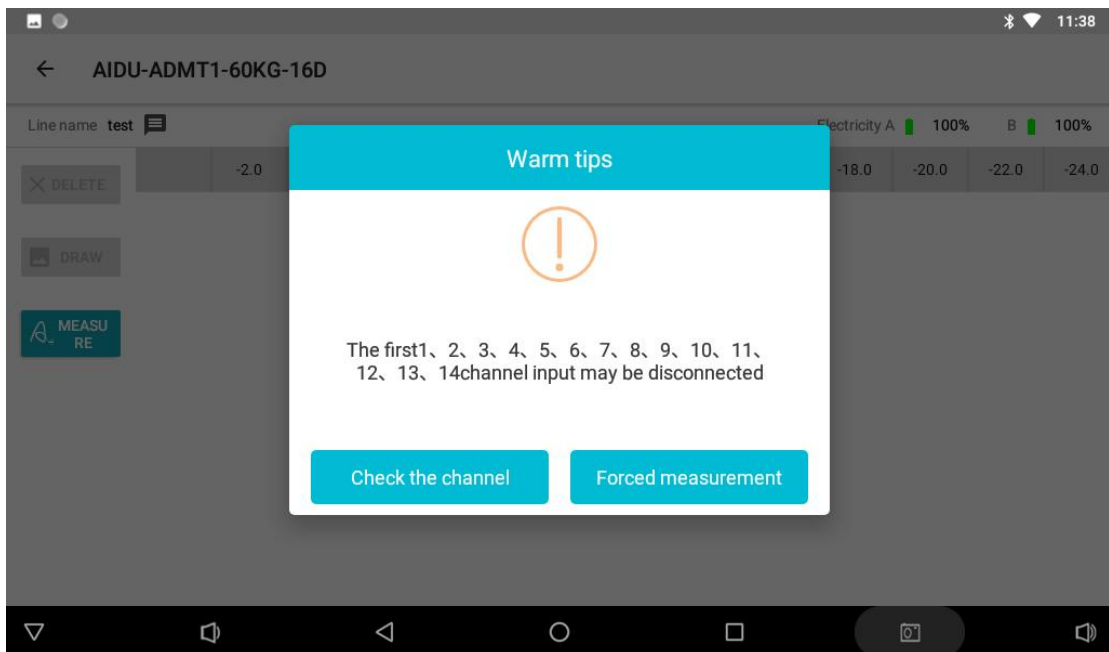 11:38
AIDU-ADMT1-60KG-16D
Line name test
Electricity A 100% B 100%
DELETE
-2.0
-18.0 -20.0 -22.0 -24.0
DRAW
MEASU
RE
Warm tips
The first1、2、3、4、5、6、7、8、9、10、11、
12、13、14channel input may be disconnected
Check the channel
Forced measurement